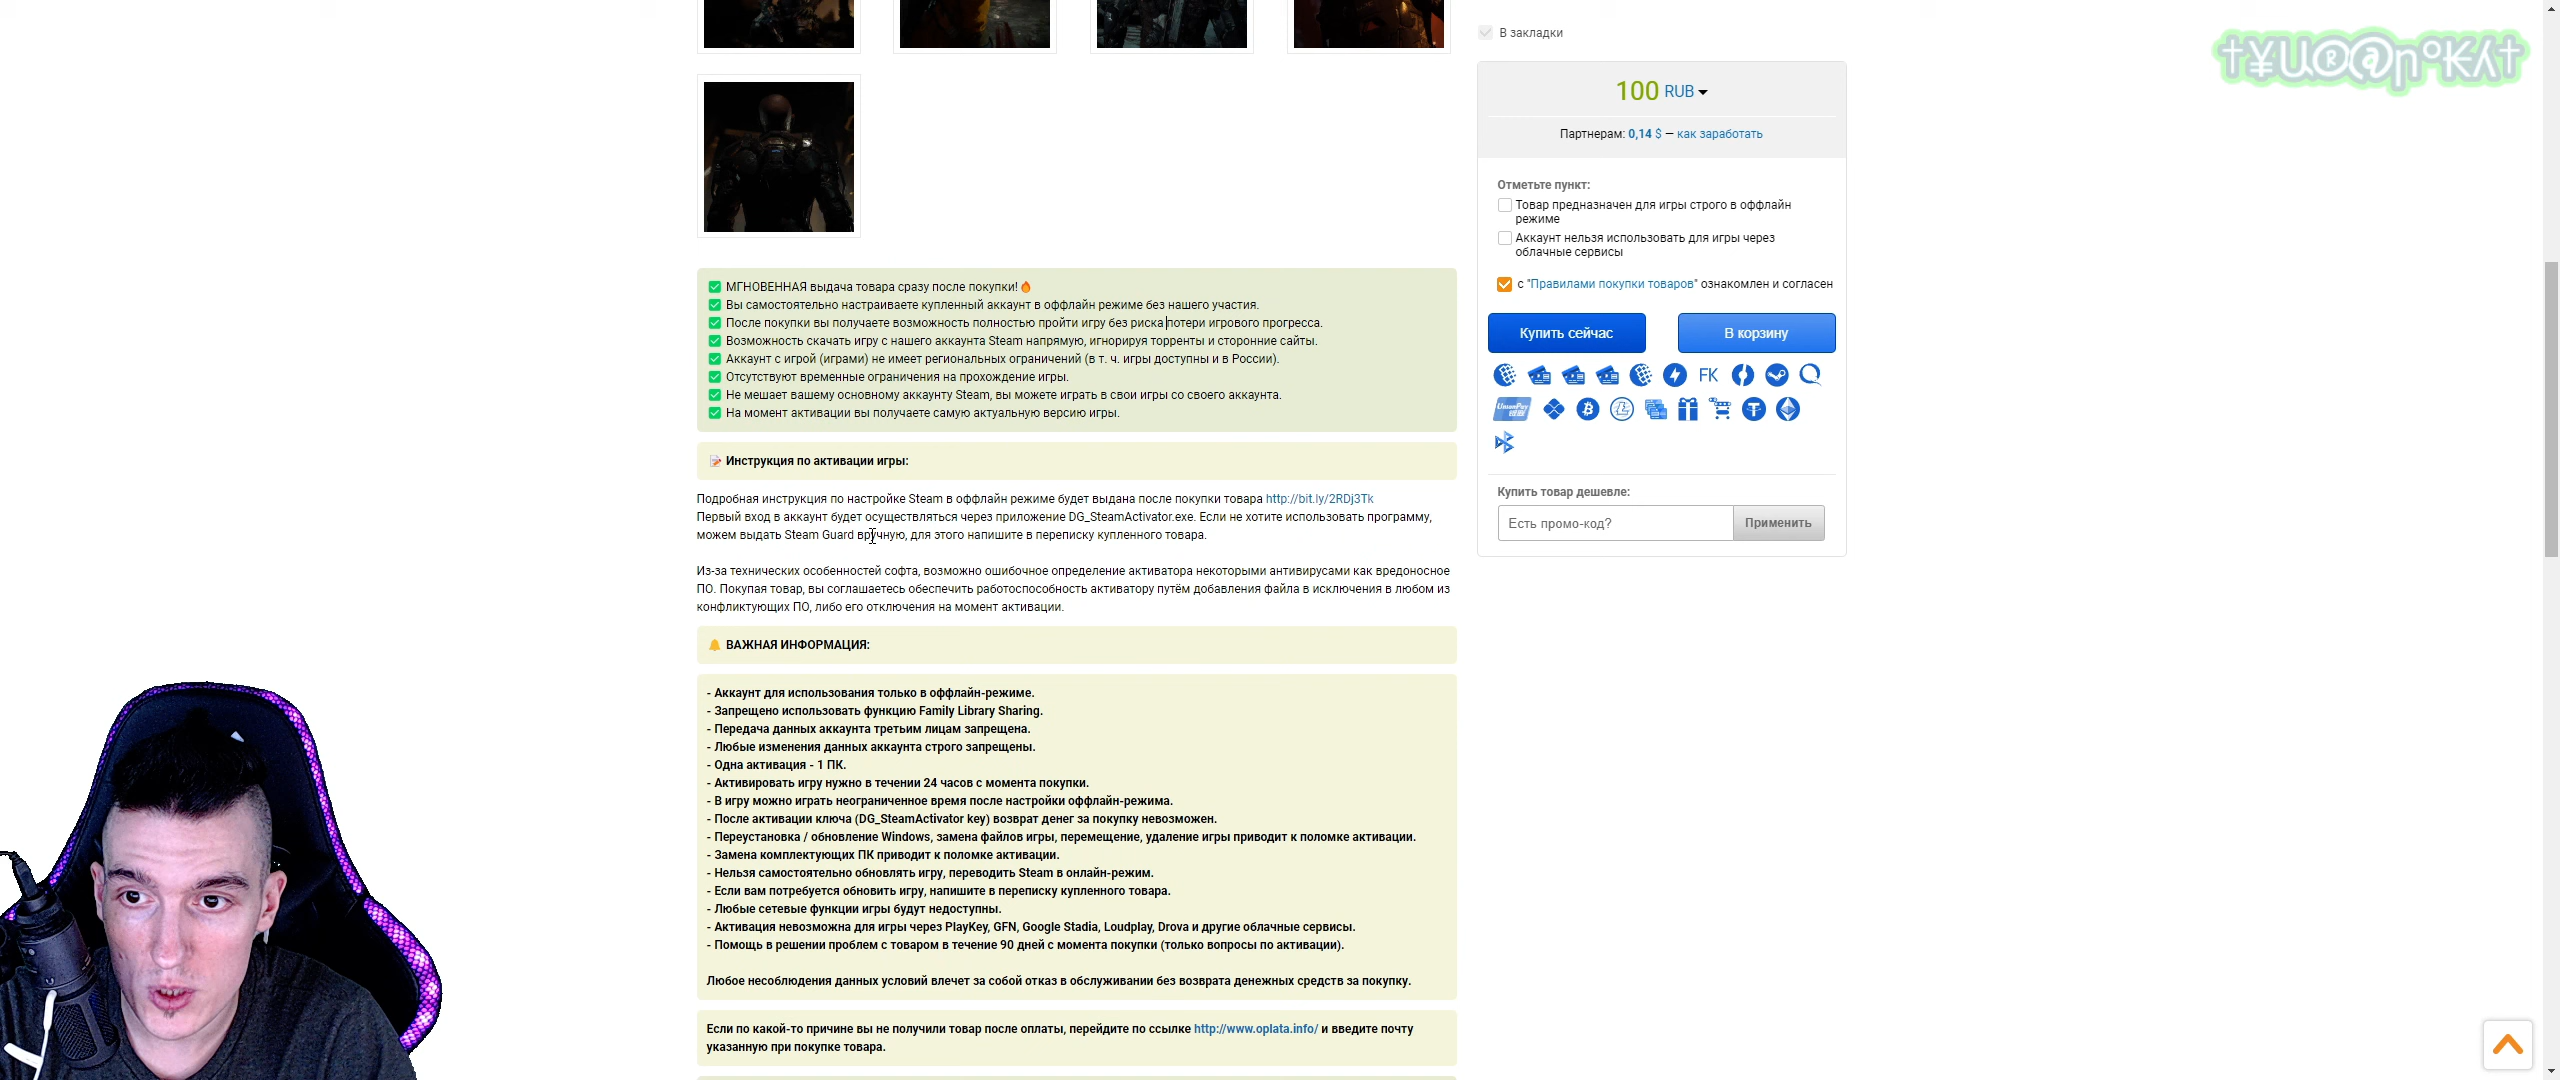 В закладки
t¥UR@n°KΛt
100 RUB
Партнерам: 0,14 $ — как заработать
Отметьте пункт:
Товар предназначен для игры строго в оффлайн
режиме
Аккаунт нельзя использовать для игры через
облачные сервисы
с "Правилами покупки товаров" ознакомлен и согласен
Купить сейчас
В корзину
FK
UnionPay
Купить товар дешевле:
Есть промо-код?
Применить
МГНОВЕННАЯ выдача товара сразу после покупки!
Вы самостоятельно настраиваете купленный аккаунт в оффлайн режиме без нашего участия.
После покупки вы получаете возможность полностью пройти игру без риска потери игрового прогресса.
Возможность скачать игру с нашего аккаунта Steam напрямую, игнорируя торренты и сторонние сайты.
Аккаунт с игрой (играми) не имеет региональных ограничений (в т. ч. игры доступны и в России).
Отсутствуют временные ограничения на прохождение игры.
Не мешает вашему основному аккаунту Steam, вы можете играть в свои игры со своего аккаунта.
На момент активации вы получаете самую актуальную версию игры.
Инструкция по активации игры:
Подробная инструкция по настройке Steam в оффлайн режиме будет выдана после покупки товара http://bit.ly/2RDj3Tk
Первый вход в аккаунт будет осуществляться через приложение DG_SteamActivator.exe. Если не хотите использовать программу,
можем выдать Steam Guard вручную, для этого напишите в переписку купленного товара.
Из-за технических особенностей софта, возможно ошибочное определение активатора некоторыми антивирусами как вредоносное
ПО. Покупая товар, вы соглашаетесь обеспечить работоспособность активатору путём добавления файла в исключения в любом из
конфликтующих ПО, либо его отключения на момент активации.
ВАЖНАЯ ИНФОРМАЦИЯ:
- Аккаунт для использования только в оффлайн-режиме.
- Запрещено использовать функцию Family Library Sharing.
- Передача данных аккаунта третьим лицам запрещена.
- Любые изменения данных аккаунта строго запрещены.
- Одна активация - 1 ПК.
- Активировать игру нужно в течении 24 часов с момента покупки.
- В игру можно играть неограниченное время после настройки оффлайн-режима.
- После активации ключа (DG_SteamActivator key) возврат денег за покупку невозможен.
- Переустановка / обновление Windows, замена файлов игры, перемещение, удаление игры приводит к поломке активации.
- Замена комплектующих ПК приводит к поломке активации.
- Нельзя самостоятельно обновлять игру, переводить Steam в онлайн-режим.
- Если вам потребуется обновить игру, напишите в переписку купленного товара.
- Любые сетевые функции игры будут недоступны.
- Активация невозможна для игры через PlayKey, GFN, Google Stadia, Loudplay, Drova и другие облачные сервисы.
- Помощь в решении проблем с товаром в течение 90 дней с момента покупки (только вопросы по активации).
Любое несоблюдения данных условий влечет за собой отказ в обслуживании без возврата денежных средств за покупку.
Если по какой-то причине вы не получили товар после оплаты, перейдите по ссылке http://www.oplata.info/ и введите почту
указанную при покупке товара.